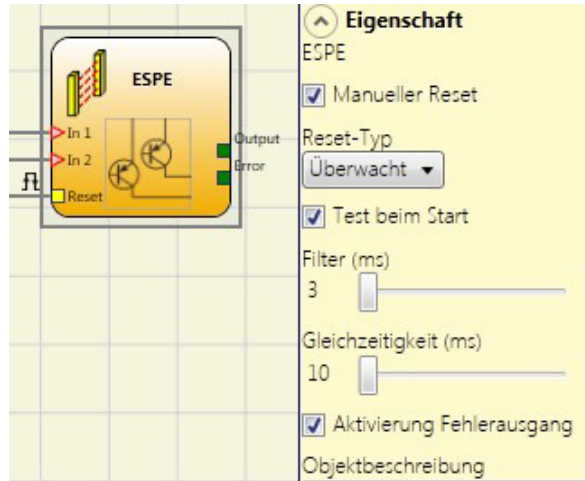 ESPE
In 1
In 2
Reset
Output
Error
Eigenschaft
ESPE
Manueller Reset
Reset-Typ
Überwacht
Test beim Start
Filter (ms)
3
Gleichzeitigkeit (ms)
10
Aktivierung Fehlerausgang
Objektbeschreibung